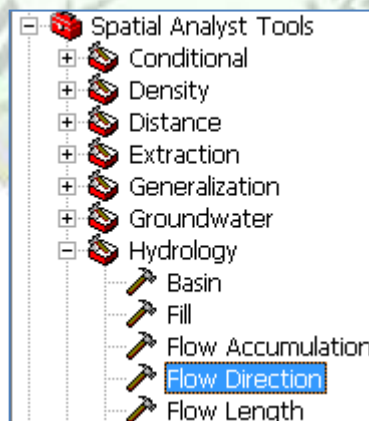 Spatial Analyst Tools
Conditional
Density
Distance
Extraction
Generalization
Groundwater
Hydrology
Basin
Fill
Flow Accumulation
Flow Direction
Flow Length